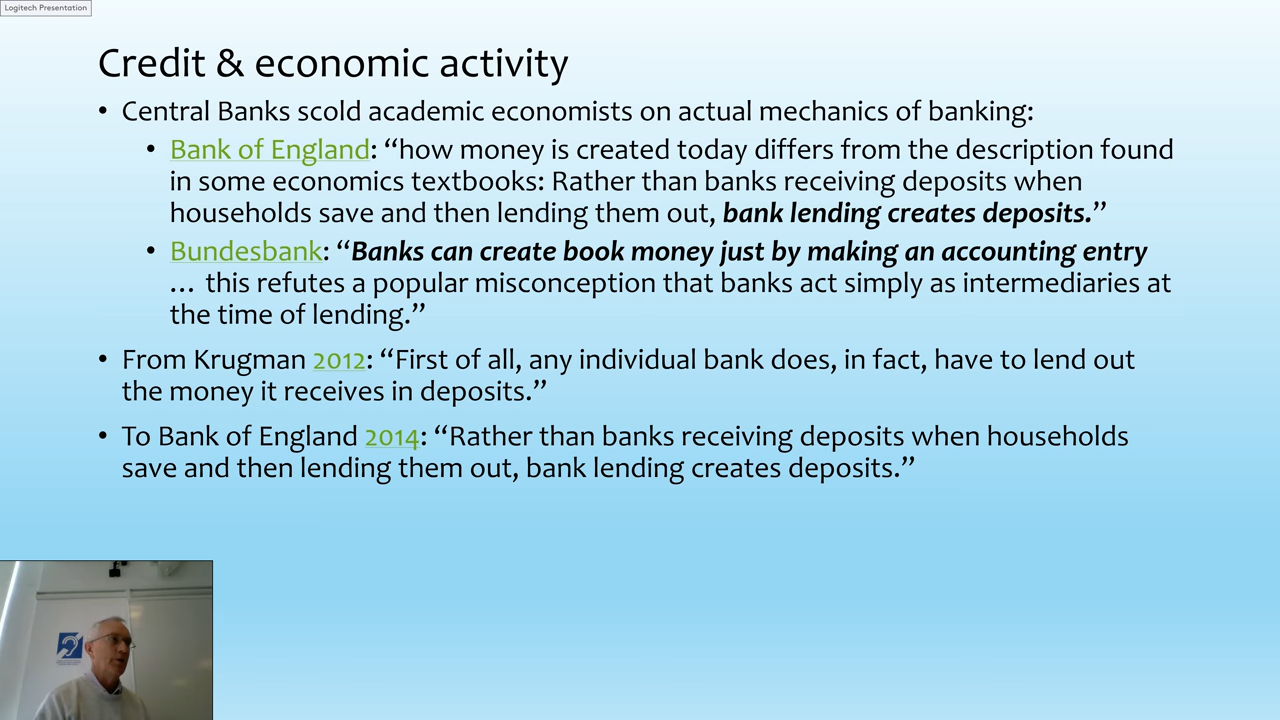 Logitech Presentation
Credit & economic activity
• Central Banks scold academic economists on actual mechanics of banking:
• Bank of England: “how money is created today differs from the description found
in some economics textbooks: Rather than banks receiving deposits when
households save and then lending them out, bank lending creates deposits.”
• Bundesbank: “Banks can create book money just by making an accounting entry
… this refutes a popular misconception that banks act simply as intermediaries at
the time of lending.”
• From Krugman 2012: “First of all, any individual bank does, in fact, have to lend out
the money it receives in deposits.”
• To Bank of England 2014: “Rather than banks receiving deposits when households
save and then lending them out, bank lending creates deposits.”